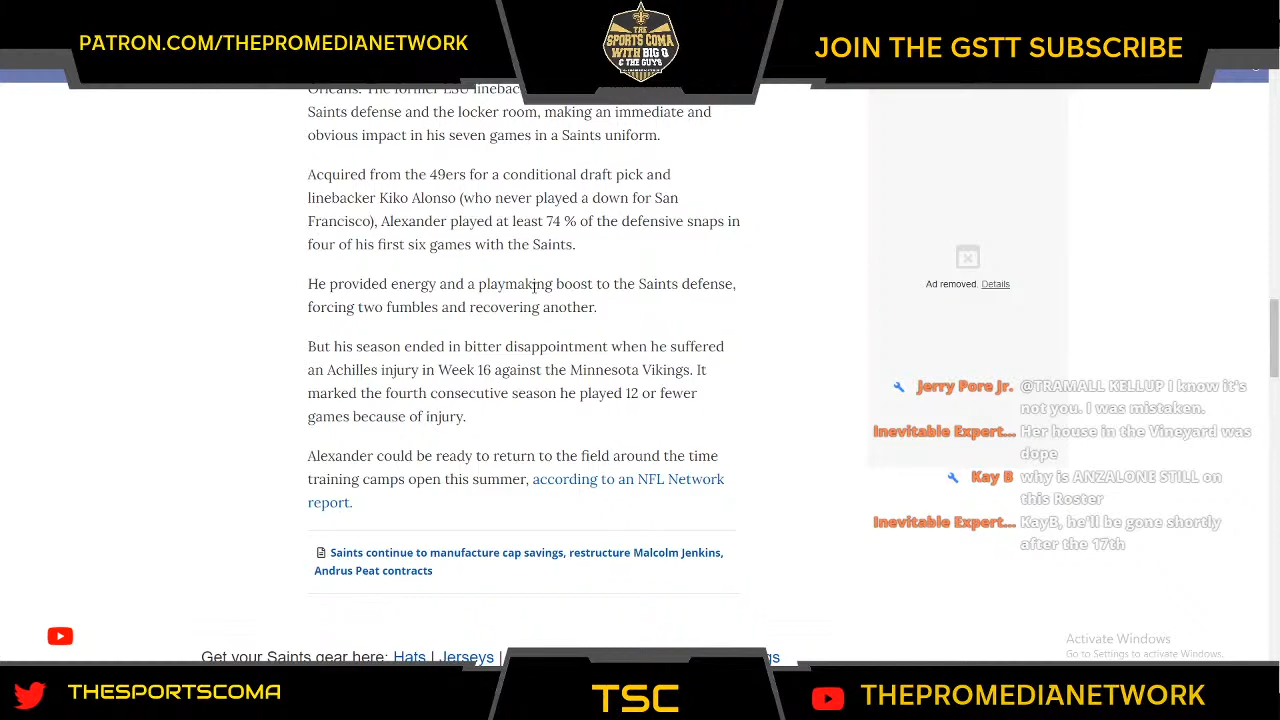 PATRON.COM/THEPROMEDIANETWORK
THE
SPORTS COMA
WITH BIG Q
& THE GUYS
JOIN THE GSTT SUBSCRIBE
Orleans. The former LSU
Saints defense and the locker room, making an immediate and
obvious impact in his seven games in a Saints uniform.
Acquired from the 49ers for a conditional draft pick and
linebacker Kiko Alonso (who never played a down for San
Francisco), Alexander played at least 74 % of the defensive snaps in
four of his first six games with the Saints.
He provided energy and a playmaking boost to the Saints defense,
forcing two fumbles and recovering another.
But his season ended in bitter disappointment when he suffered
an Achilles injury in Week 16 against the Minnesota Vikings. It
marked the fourth consecutive season he played 12 or fewer
games because of injury.
Alexander could be ready to return to the field around the time
training camps open this summer, according to an NFL Network
report.
Saints continue to manufacture cap savings, restructure Malcolm Jenkins,
Andrus Peat contracts
Get your Saints gear here: Hats | Jerseys |
Ad removed. Details
Jerry Pore Jr. @TRAMALL KELLUP I know it's
not you. I was mistaken.
Inevitable Expert... Her house in the Vineyard was
dope
Kay B why is ANZALONE STILL on
this Roster
Inevitable Expert... KayB, he'll be gone shortly
after the 17th
Activate Windows
Go to Settings to activate Windows.
THESPORTSCOMA
TSC
THEPROMEDIANETWORK